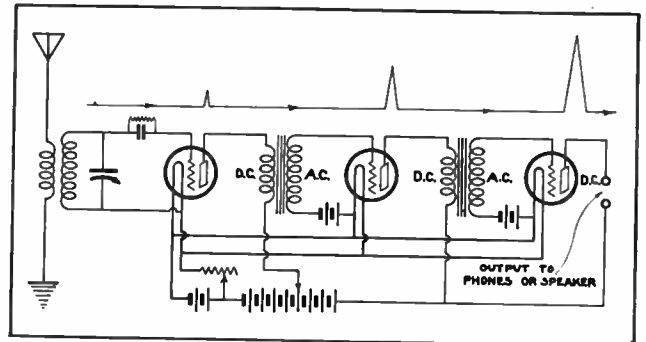 D.C.
A.C.
D.C.
A.C.
D.C.
OUTPUT TO
PHONES OR SPEAKER